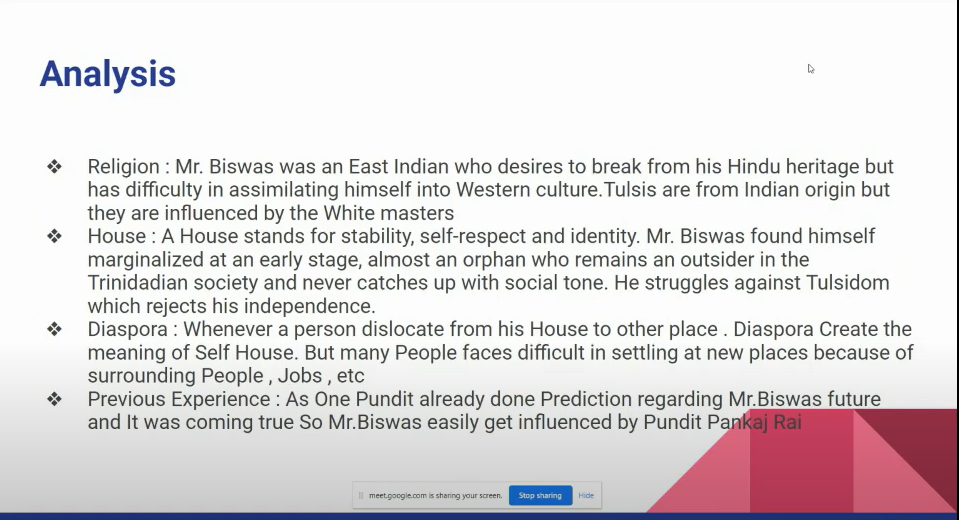 Analysis
❖ Religion : Mr. Biswas was an East Indian who desires to break from his Hindu heritage but
has difficulty in assimilating himself into Western culture.Tulsis are from Indian origin but
they are influenced by the White masters
❖ House : A House stands for stability, self-respect and identity. Mr. Biswas found himself
marginalized at an early stage, almost an orphan who remains an outsider in the
Trinidadian society and never catches up with social tone. He struggles against Tulsidom
which rejects his independence.
❖ Diaspora : Whenever a person dislocate from his House to other place . Diaspora Create the
meaning of Self House. But many People faces difficult in settling at new places because of
surrounding People , Jobs , etc
❖ Previous Experience : As One Pundit already done Prediction regarding Mr.Biswas future
and It was coming true So Mr.Biswas easily get influenced by Pundit Pankaj Rai
meet.google.com is sharing your screen. Stop sharing Hide